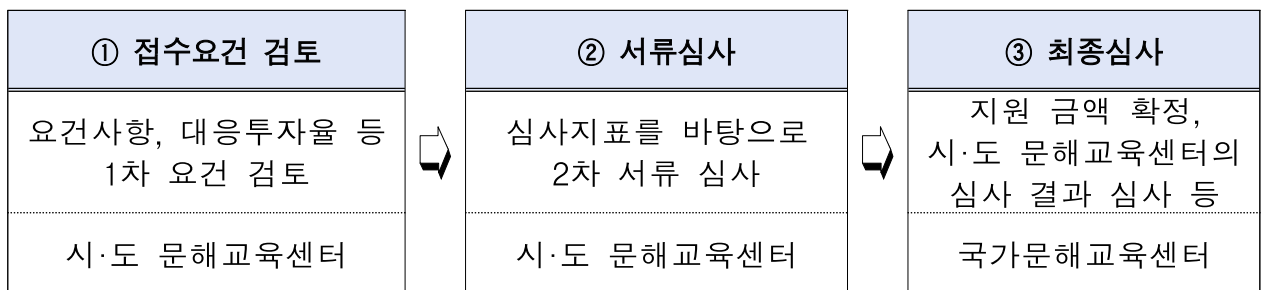 ① 접수요건 검토
요건사항, 대응투자율 등
1차 요건 검토
시·도 문해교육센터
② 서류심사
심사지표를 바탕으로
2차 서류 심사
시·도 문해교육센터
③ 최종심사
지원 금액 확정,
시·도 문해교육센터의
심사 결과 심사 등
국가문해교육센터